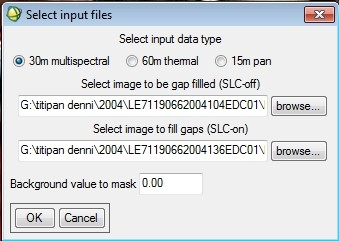 Select input files
Select input data type
30m multispectral 60m thermal 15m pan
Select image to be gap fillled (SLC-off)
G:\titipan denni\2004\LE71190662004104EDC01\ browse...
Select image to fill gaps (SLC-on)
G:\titipan denni\2004\LE71190662004136EDC01\ browse...
Background value to mask 0.00
OK Cancel